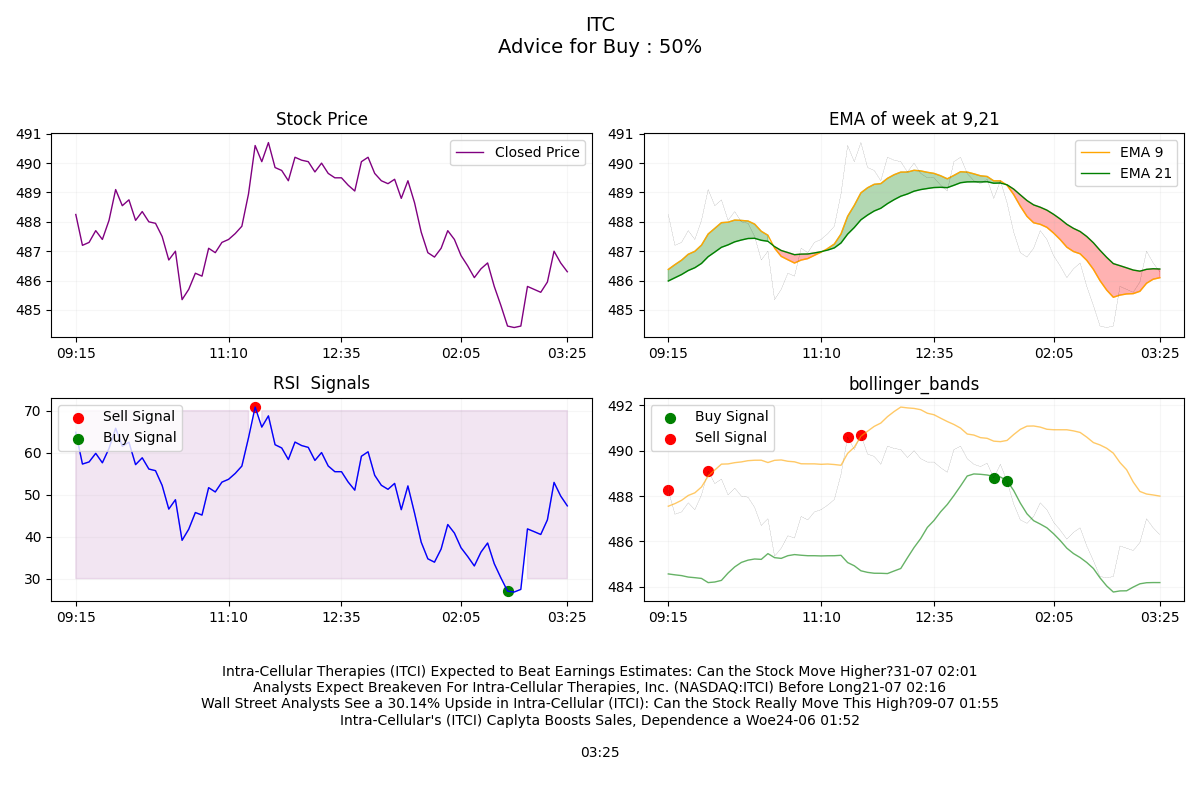 ITC
Advice for Buy : 50%
Stock Price
491
490
489
488
487
486
485
Closed Price
09:15 11:10 12:35 02:05 03:25
EMA of week at 9,21
491
490
489
488
487
486
485
EMA 9
EMA 21
09:15 11:10 12:35 02:05 03:25
RSI  Signals
70
60
50
40
30
Sell Signal
Buy Signal
09:15 11:10 12:35 02:05 03:25
bollinger_bands
492
490
488
486
484
Buy Signal
Sell Signal
09:15 11:10 12:35 02:05 03:25
Intra-Cellular Therapies (ITCI) Expected to Beat Earnings Estimates: Can the Stock Move Higher?31-07 02:01
Analysts Expect Breakeven For Intra-Cellular Therapies, Inc. (NASDAQ:ITCI) Before Long21-07 02:16
Wall Street Analysts See a 30.14% Upside in Intra-Cellular (ITCI): Can the Stock Really Move This High?09-07 01:55
Intra-Cellular's (ITCI) Caplyta Boosts Sales, Dependence a Woe24-06 01:52
03:25